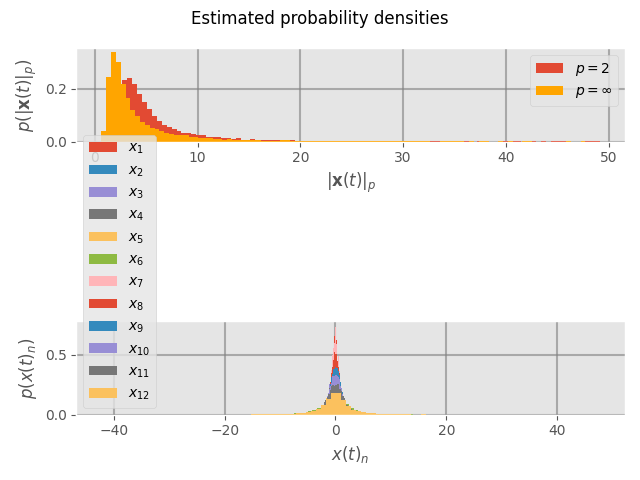 Estimated probability densities
p(|x(t)|ₚ)
0.2
0.0
p = 2
p = ∞
0 10 20 30 40 50
|x(t)|ₚ
x₁
x₂
x₃
x₄
x₅
x₆
x₇
x₈
x₉
x₁₀
x₁₁
x₁₂
p(x(t)ₙ)
0.5
0.0
−40 −20 0 20 40
x(t)ₙ